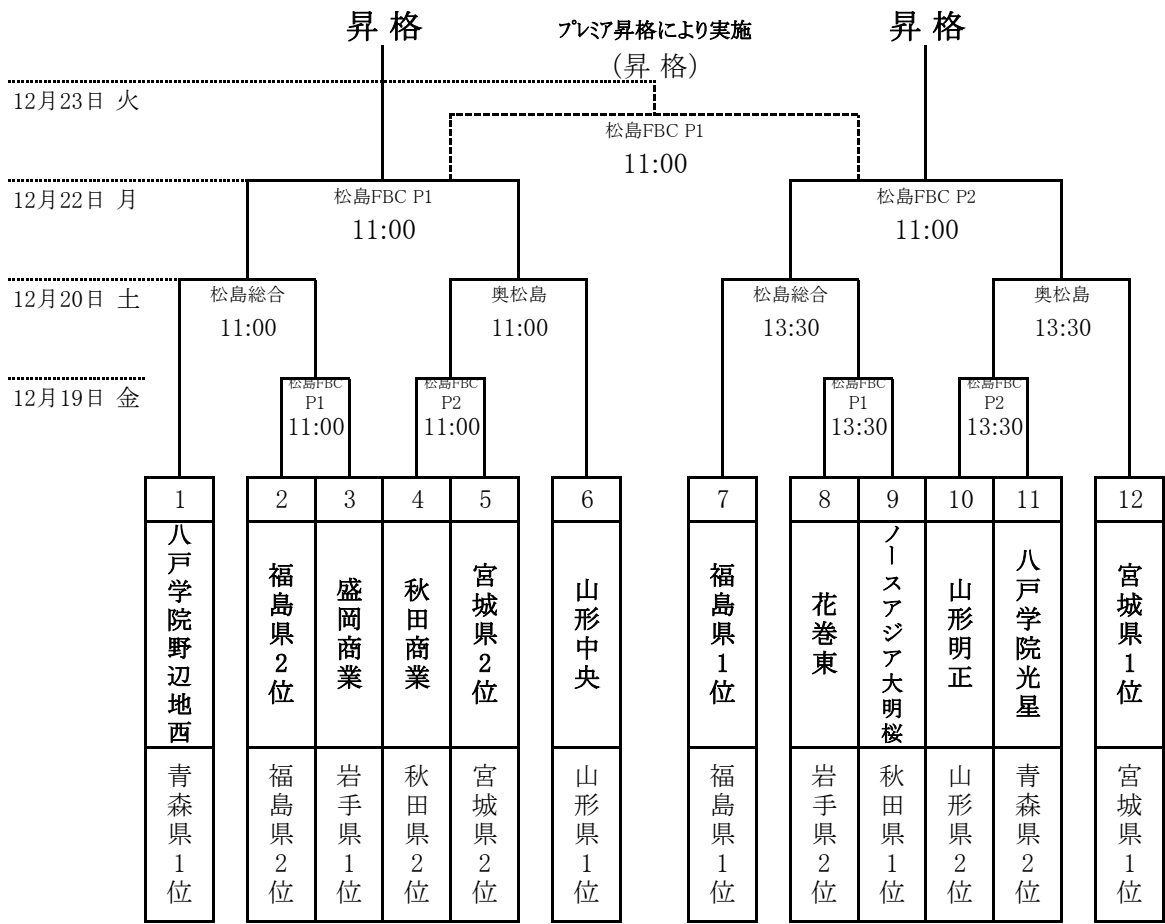 昇 格
プレミア昇格により実施
昇 格
(昇 格)
12月23日 火
松島FBC P1
11:00
12月22日 月
松島FBC P1
11:00
松島FBC P2
11:00
12月20日 土
松島総合
11:00
奥松島
11:00
松島総合
13:30
奥松島
13:30
12月19日 金
松島FBC
P1
11:00
松島FBC
P2
11:00
松島FBC
P1
13:30
松島FBC
P2
13:30
1
2
3
4
5
6
7
8
9
10
11
12
八戸学院野辺地西
福島県2位
盛岡商業
秋田商業
宮城県2位
山形中央
福島県1位
花巻東
ノースアジア大明桜
山形明正
八戸学院光星
宮城県1位
青森県1位
福島県2位
岩手県1位
秋田県2位
宮城県2位
山形県1位
福島県1位
岩手県2位
秋田県1位
山形県2位
青森県2位
宮城県1位